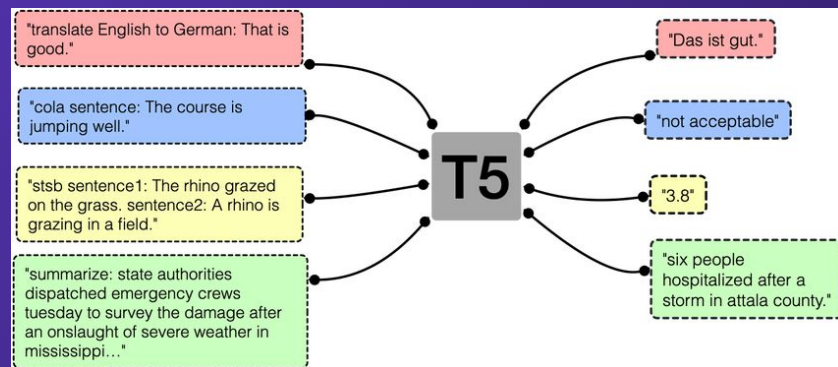 "translate English to German: That is
good."
"cola sentence: The course is
jumping well."
"stsb sentence1: The rhino grazed
on the grass. sentence2: A rhino is
grazing in a field."
"summarize: state authorities
dispatched emergency crews
tuesday to survey the damage after
an onslaught of severe weather in
mississippi…"
T5
"Das ist gut."
"not acceptable"
"3.8"
"six people
hospitalized after a
storm in attala county."